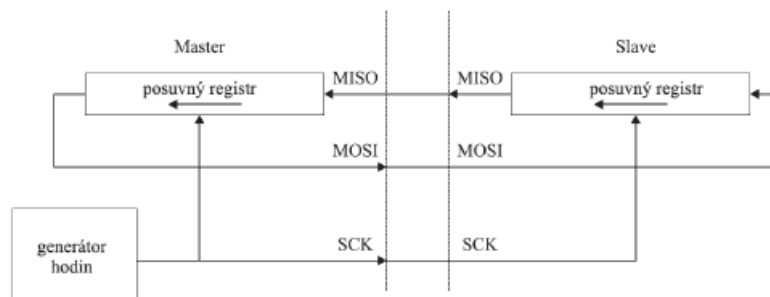 Master
Slave
posuvný registr
MISO
MISO
posuvný registr
MOSI
MOSI
generátor
hodin
SCK
SCK